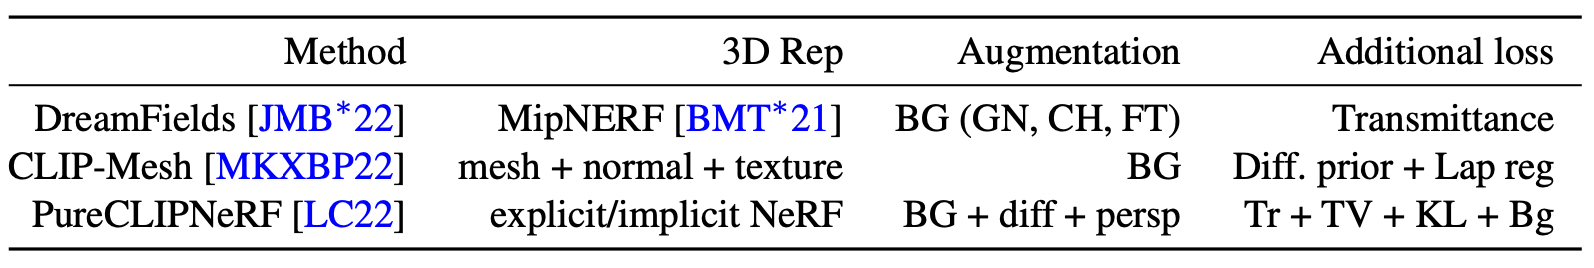 Method 3D Rep Augmentation Additional loss
DreamFields [JMB*22] MipNERF [BMT*21] BG (GN, CH, FT) Transmittance
CLIP-Mesh [MKXBP22] mesh + normal + texture BG Diff. prior + Lap reg
PureCLIPNeRF [LC22] explicit/implicit NeRF BG + diff + persp Tr + TV + KL + Bg